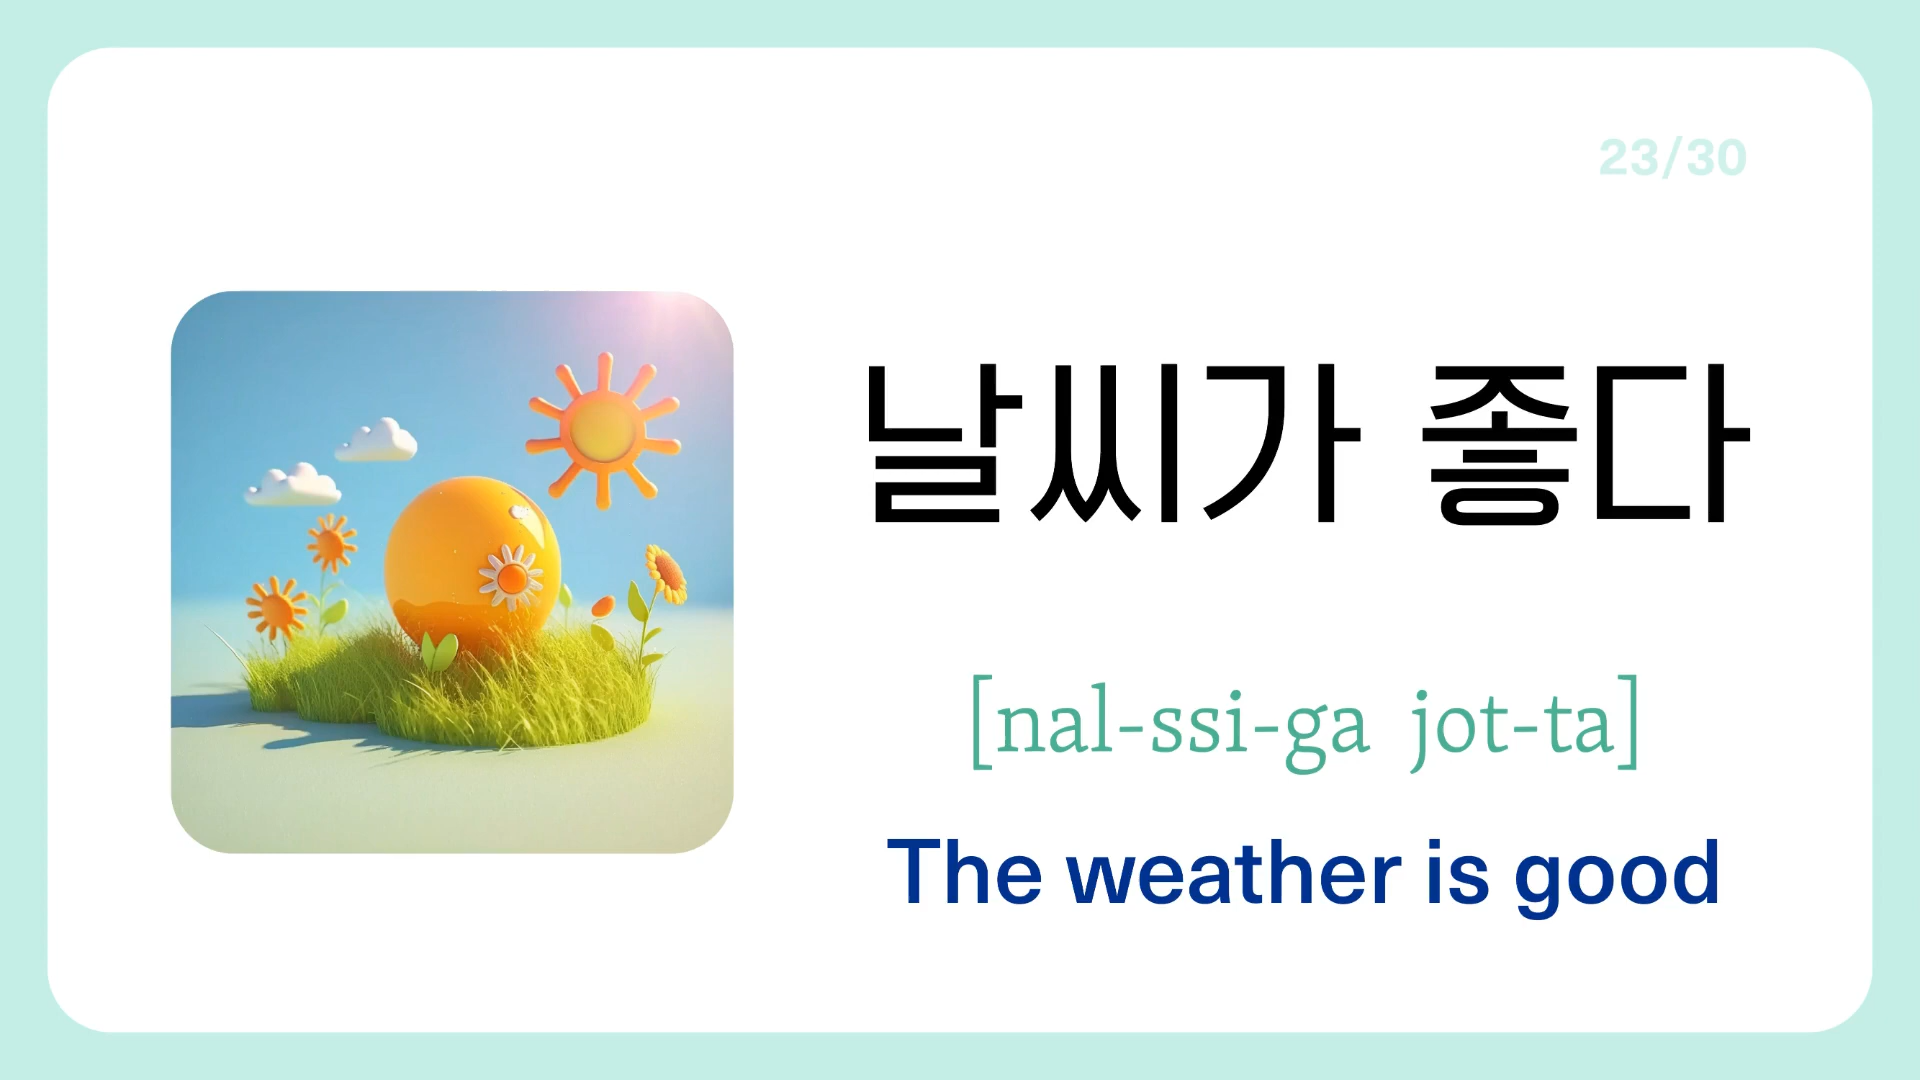 23/30
날씨가 좋다
[nal-ssi-ga jot-ta]
The weather is good